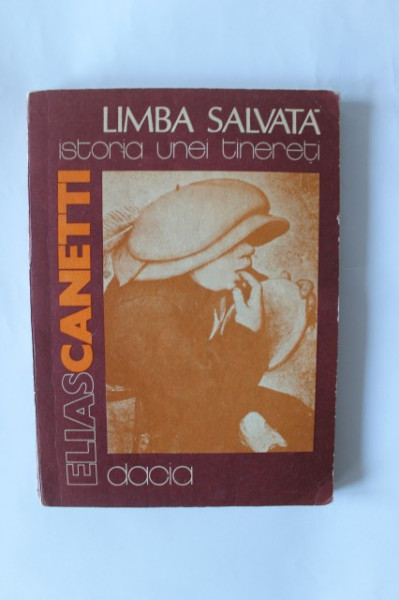 LIMBA SALVATĂ
istoria unei tinereți
ELIAS CANETTI
dacia